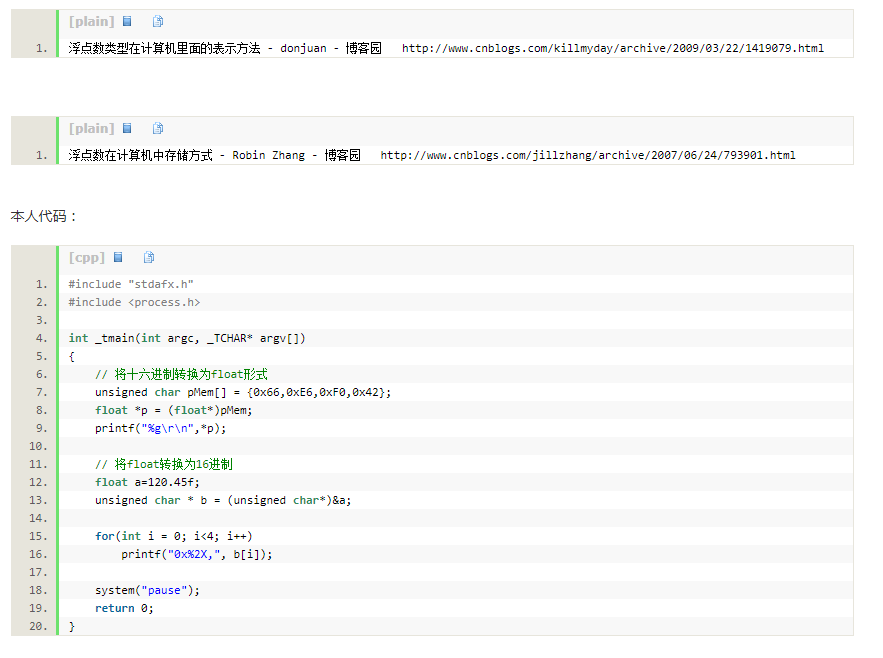 [plain]
1. 浮点数类型在计算机里面的表示方法 - donjuan - 博客园 http://www.cnblogs.com/killmyday/archive/2009/03/22/1419079.html
[plain]
1. 浮点数在计算机中存储方式 - Robin Zhang - 博客园 http://www.cnblogs.com/jillzhang/archive/2007/06/24/793901.html
本人代码：
[cpp]
1. #include "stdafx.h"
2. #include <process.h>
3.
4. int _tmain(int argc, _TCHAR* argv[])
5. {
6.     // 将十六进制转换为float形式
7.     unsigned char pMem[] = {0x66,0xE6,0xF0,0x42};
8.     float *p = (float*)pMem;
9.     printf("%g\r\n",*p);
10.
11.     // 将float转换为16进制
12.     float a=120.45f;
13.     unsigned char * b = (unsigned char*)&a;
14.
15.     for(int i = 0; i<4; i++)
16.         printf("0x%2X,", b[i]);
17.
18.     system("pause");
19.     return 0;
20. }